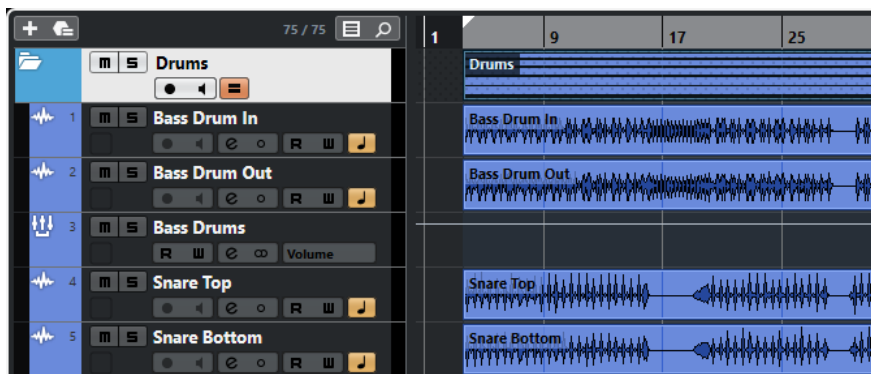 75 / 75
1 9 17 25
m S Drums
Drums
1 m S Bass Drum In
e R W
Bass Drum In
2 m S Bass Drum Out
e R W
Bass Drum Out
3 m S Bass Drums
R W e Volume
4 m S Snare Top
e R W
Snare Top
5 m S Snare Bottom
e R W
Snare Bottom